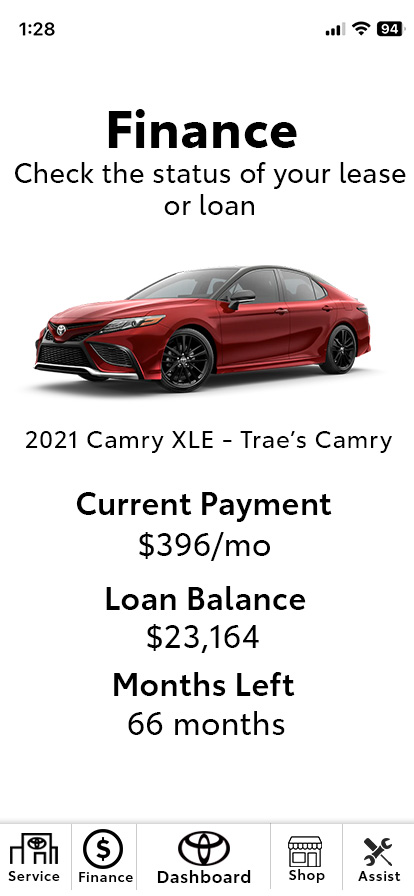 1:28
94
Finance
Check the status of your lease
or loan
2021 Camry XLE - Trae's Camry
Current Payment
$396/mo
Loan Balance
$23,164
Months Left
66 months
$
Service
Finance
Dashboard
Shop
Assist